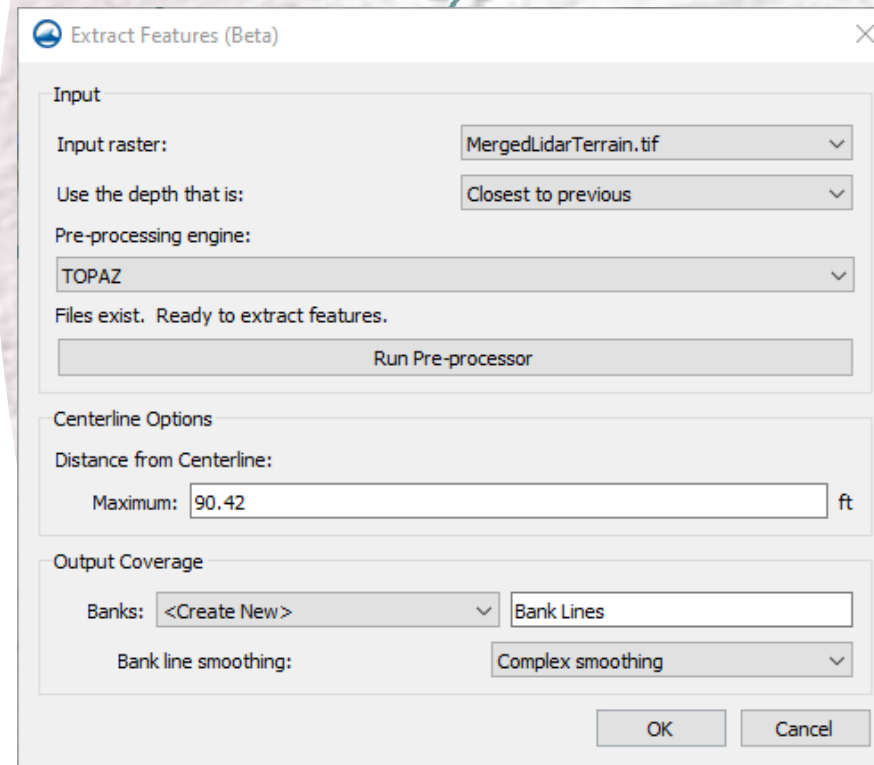 Extract Features (Beta)
Input
Input raster: MergedLidarTerrain.tif
Use the depth that is: Closest to previous
Pre-processing engine:
TOPAZ
Files exist. Ready to extract features.
Run Pre-processor
Centerline Options
Distance from Centerline:
Maximum: 90.42 ft
Output Coverage
Banks: <Create New> Bank Lines
Bank line smoothing: Complex smoothing
OK Cancel